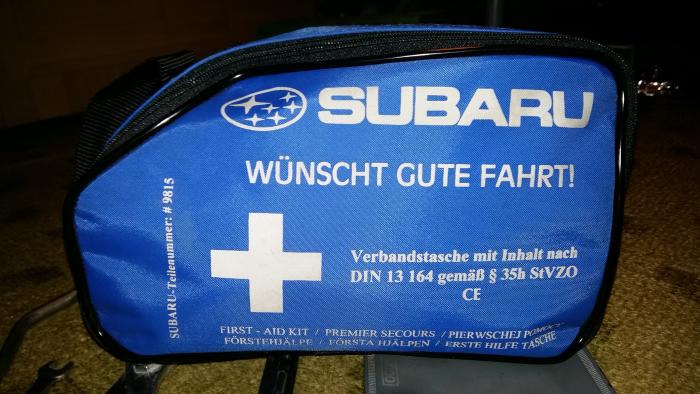 SUBARU
WÜNSCHT GUTE FAHRT!
Verbandstasche mit Inhalt nach
DIN 13 164 gemäß § 35h StVZO
CE
SUBARU-Teilenummer: # 9815
FIRST - AID KIT / PREMIER SECOURS / PIERWSCHEJ POMOCY
FÖRSTEHJÄLPE / FÖRSTA HJÄLPEN / ERSTE HILFE TASCHE